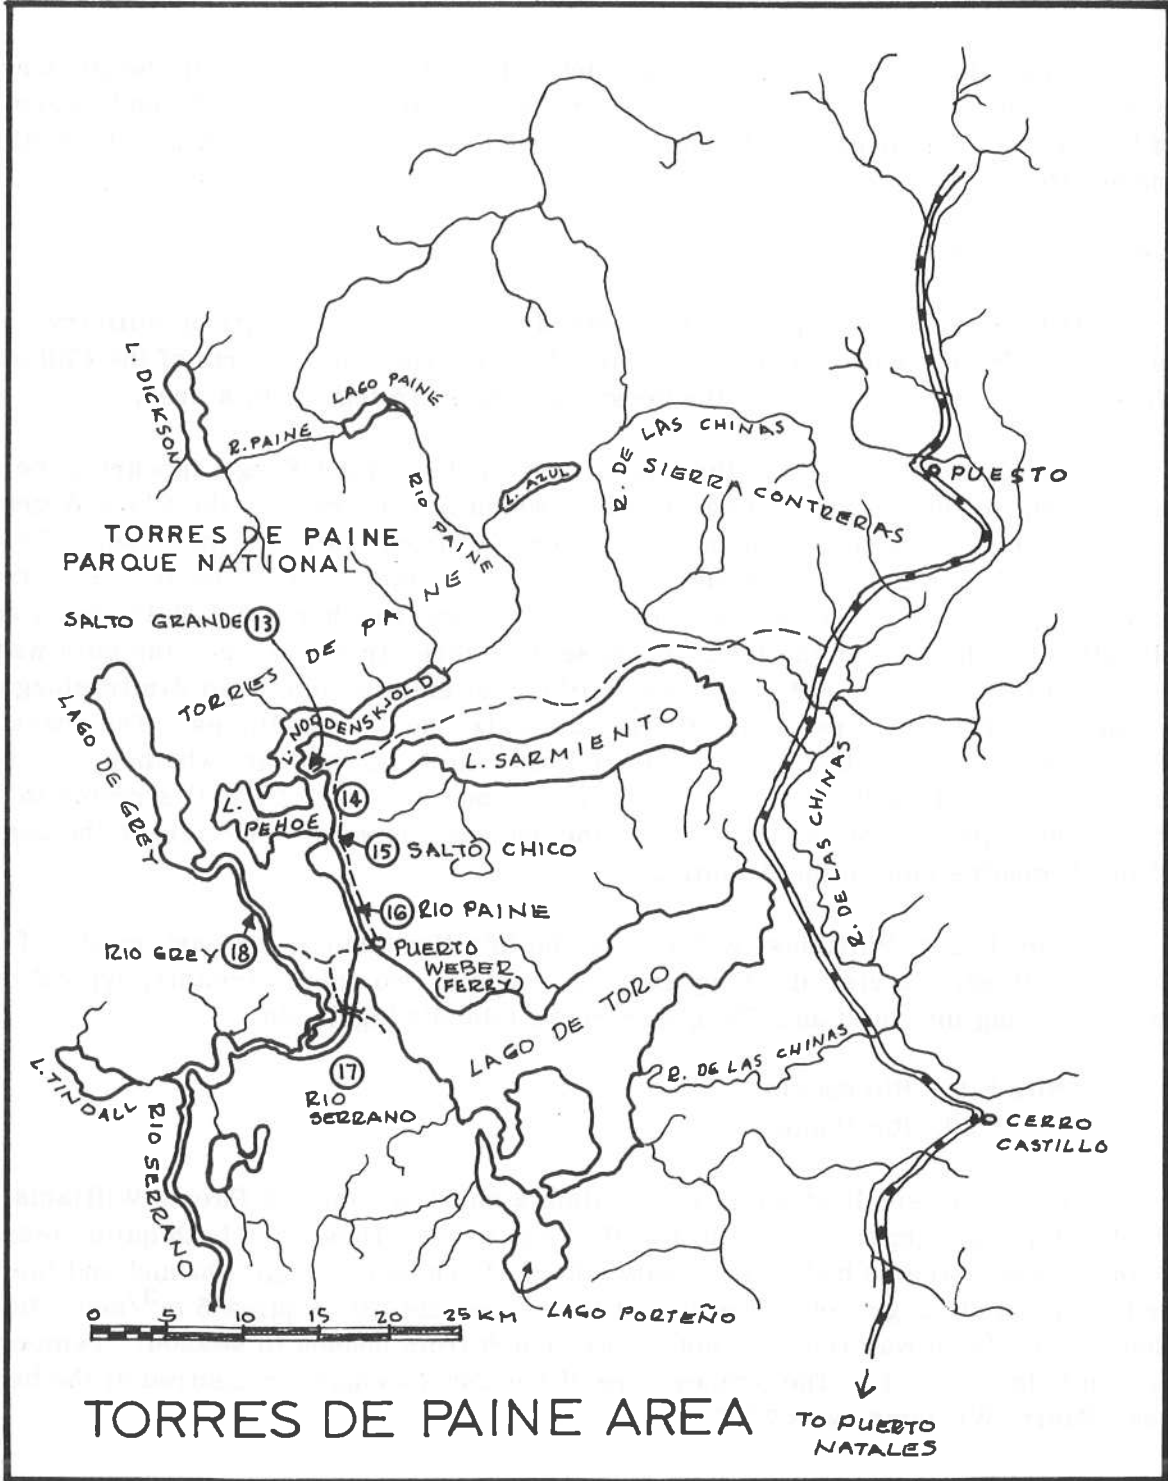 L. DICKSON
LAGO PAINE
R. PAINE
RIO PAINE
L. AZUL
R. DE LAS CHINAS
SIERRA CONTRERAS
PUESTO
TORRES DE PAINE
PARQUE NATIONAL
SALTO GRANDE 13
TORRES DE PAINE
LAGO DE GREY
L. NORDENSKJOLD
L. SARMIENTO
L.
PEHOE
14
15 SALTO CHICO
16 RIO PAINE
R. DE LAS CHINAS
RIO GREY 18
PUERTO
WEBER
(FERRY)
LAGO DE TORO
R. DE LAS CHINAS
L. TINDALL
17
RIO
SERRANO
RIO SERRANO
CERRO
CASTILLO
LAGO PORTEÑO
0 5 10 15 20 25 KM
TORRES DE PAINE AREA
TO PUERTO
NATALES